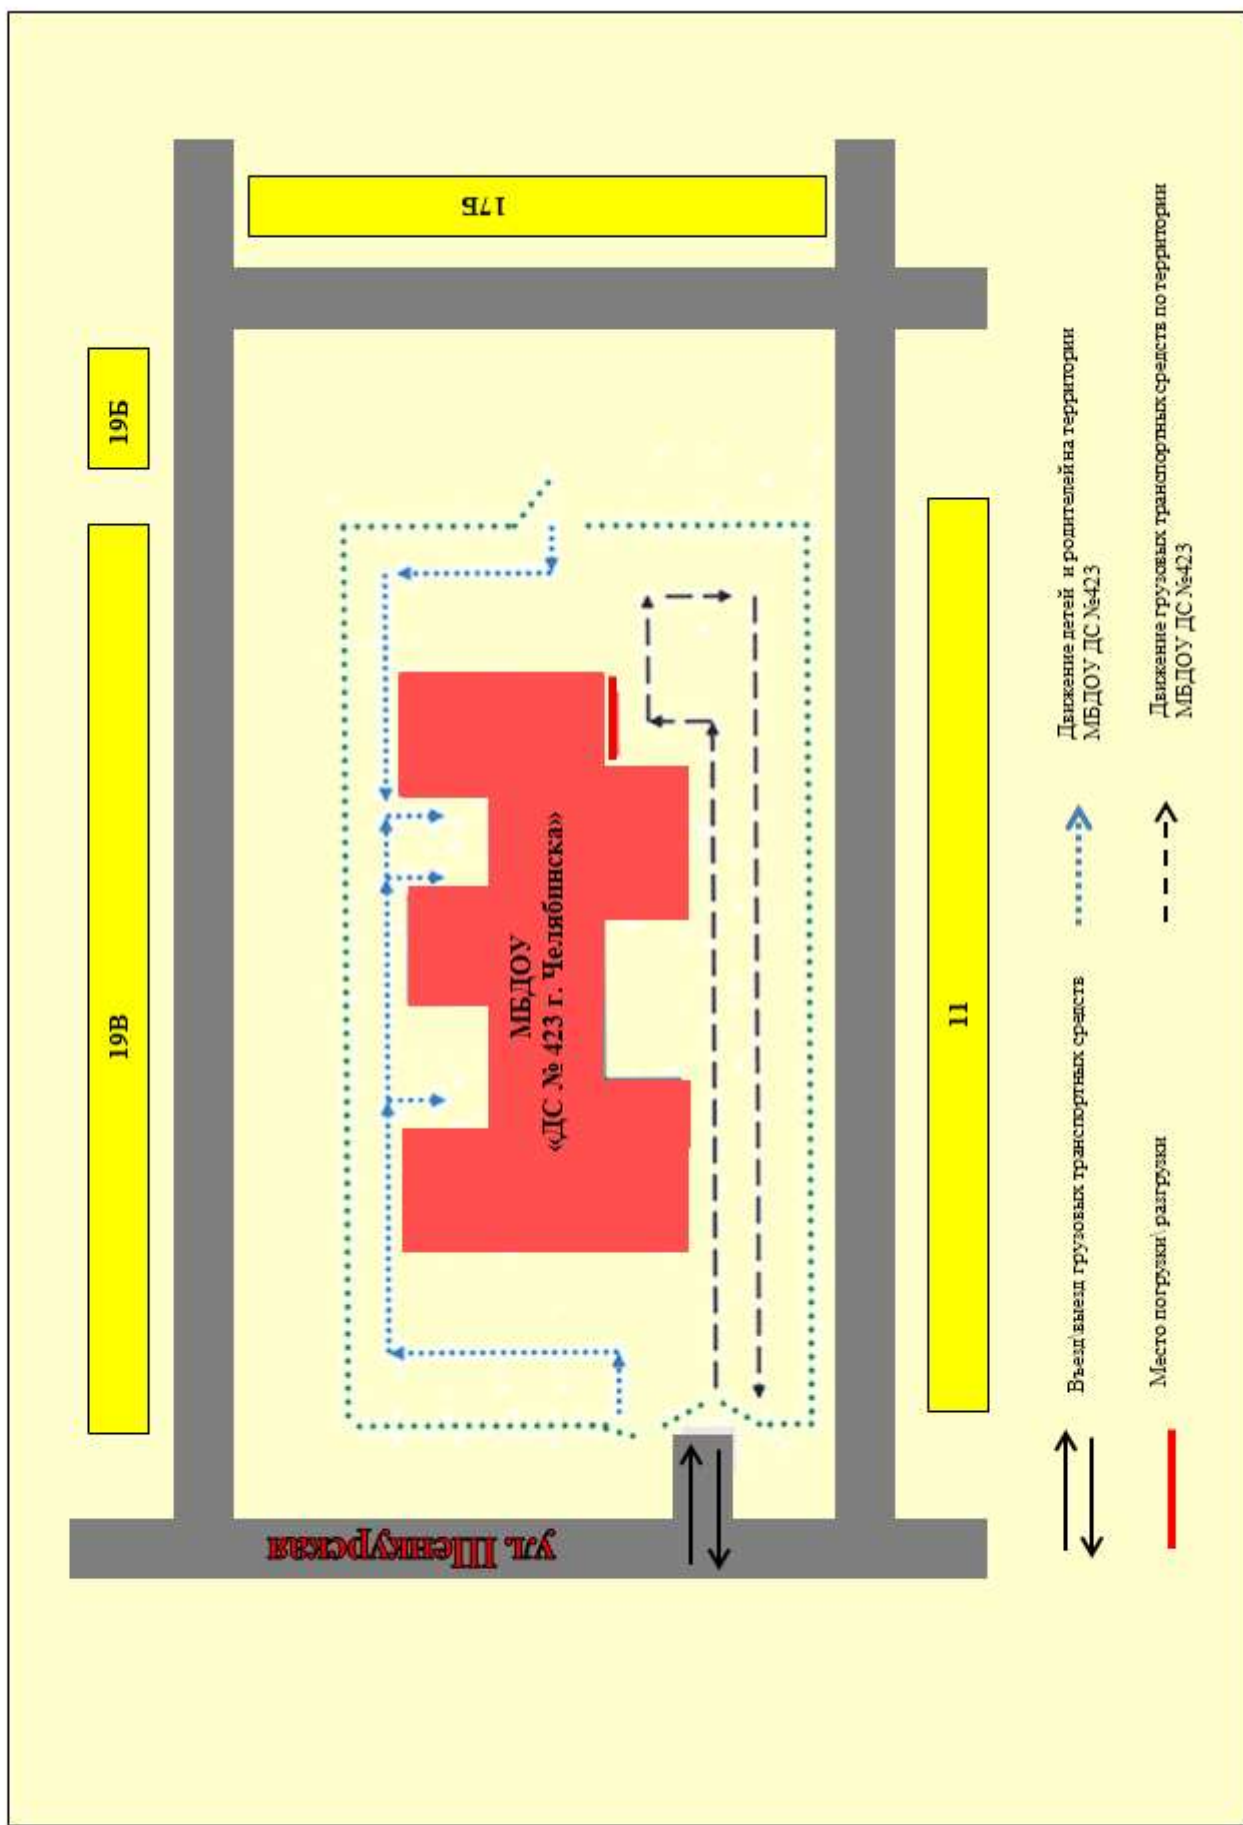 19В
19Б
17Б
МБДОУ
«ДС № 423 г. Челябинска»
ул. Шенкурская
11
Въезд\выезд грузовых транспортных средств
Движение детей и родителей на территории
МБДОУ ДС №423
Место погрузки\ разгрузки
Движение грузовых транспортных средств по территории
МБДОУ ДС №423